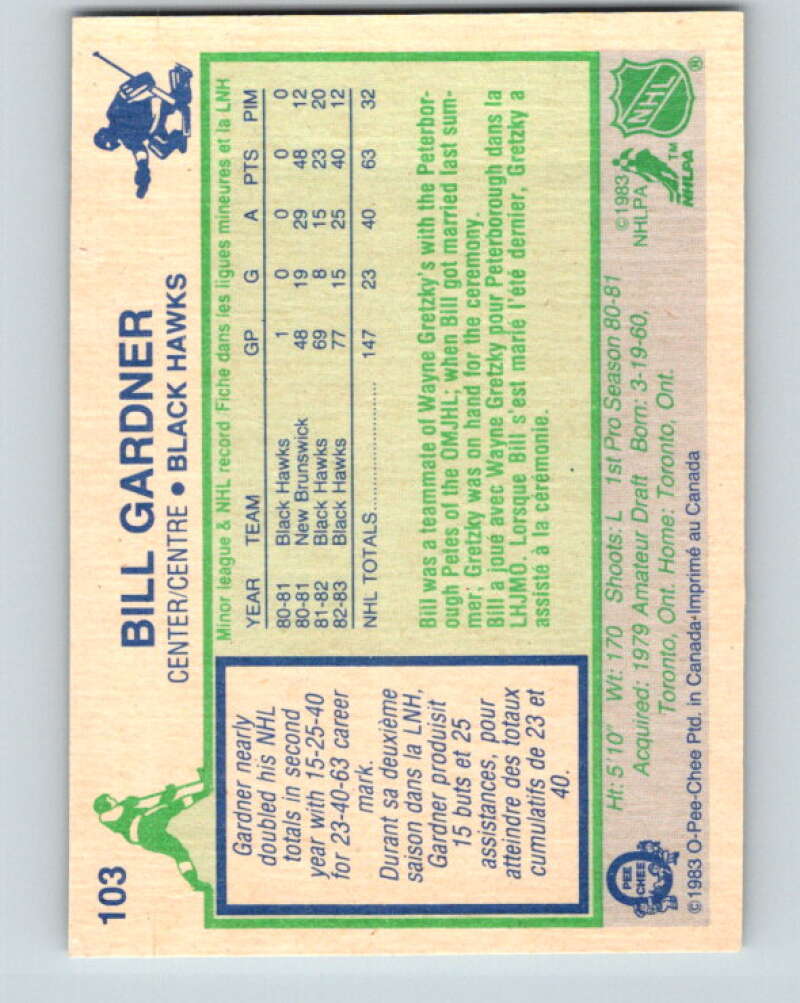 103
BILL GARDNER
CENTER/CENTRE • BLACK HAWKS
Gardner nearly
doubled his NHL
totals in second
year with 15-25-40
for 23-40-63 career
mark.
Durant sa deuxième
saison dans la LNH,
Gardner produisit
15 buts et 25
assistances, pour
atteindre des totaux
cumulatifs de 23 et
40.
Minor league & NHL record Fiche dans les ligues mineures et la LNH
YEAR TEAM GP G A PTS PIM
80-81 Black Hawks 1 0 0 0 0
80-81 New Brunswick 48 19 29 48 12
81-82 Black Hawks 69 8 15 23 20
82-83 Black Hawks 77 15 25 40 12
NHL TOTALS.................... 147 23 40 63 32
Bill was a teammate of Wayne Gretzky's with the Peterbor-
ough Petes of the OMJHL; when Bill got married last sum-
mer, Gretzky was on hand for the ceremony.
Bill a joué avec Wayne Gretzky pour Peterborough dans la
LHJMO. Lorsque Bill s'est marié l'été dernier, Gretzky a
assisté à la cérémonie.
Ht: 5'10" Wt: 170 Shoots: L 1st Pro Season 80-81
Acquired: 1979 Amateur Draft Born: 3-19-60,
Toronto, Ont. Home: Toronto, Ont.
©1983
NHLPA
NHL
®
TM
NHLPA
O
PEE
CHEE
©1983 O-Pee-Chee Ptd. in Canada-Imprimé au Canada